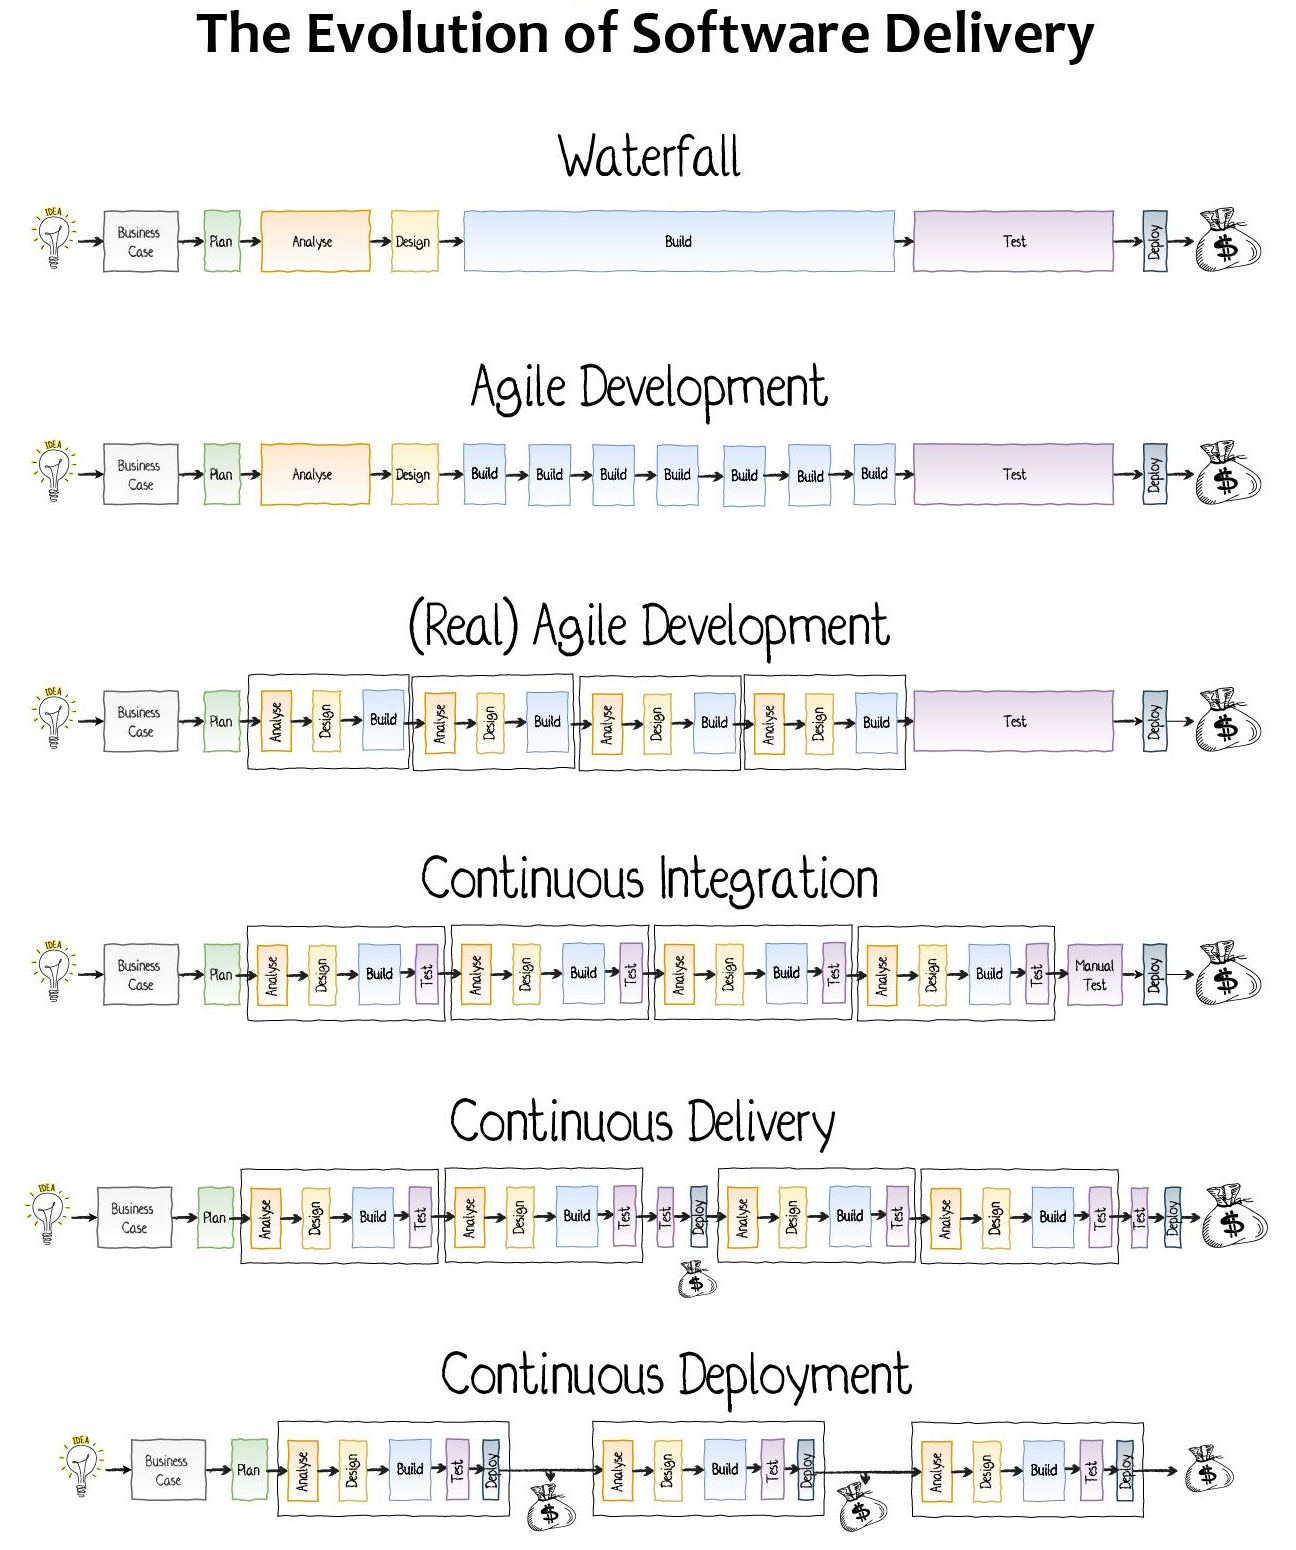 The Evolution of Software Delivery
Waterfall
IDEA
Business
Case
Plan
Analyse
Design
Build
Test
Deploy
$
Agile Development
IDEA
Business
Case
Plan
Analyse
Design
Build
Build
Build
Build
Build
Build
Build
Test
Deploy
$
(Real) Agile Development
IDEA
Business
Case
Plan
Analyse
Design
Build
Analyse
Design
Build
Analyse
Design
Build
Analyse
Design
Build
Test
Deploy
$
Continuous Integration
IDEA
Business
Case
Plan
Analyse
Design
Build
Test
Analyse
Design
Build
Test
Analyse
Design
Build
Test
Analyse
Design
Build
Test
Manual
Test
Deploy
$
Continuous Delivery
IDEA
Business
Case
Plan
Analyse
Design
Build
Test
Analyse
Design
Build
Test
Test
Deploy
$
Analyse
Design
Build
Test
Analyse
Design
Build
Test
Test
Deploy
$
Continuous Deployment
IDEA
Business
Case
Plan
Analyse
Design
Build
Test
Deploy
$
Analyse
Design
Build
Test
Deploy
$
Analyse
Design
Build
Test
Deploy
$